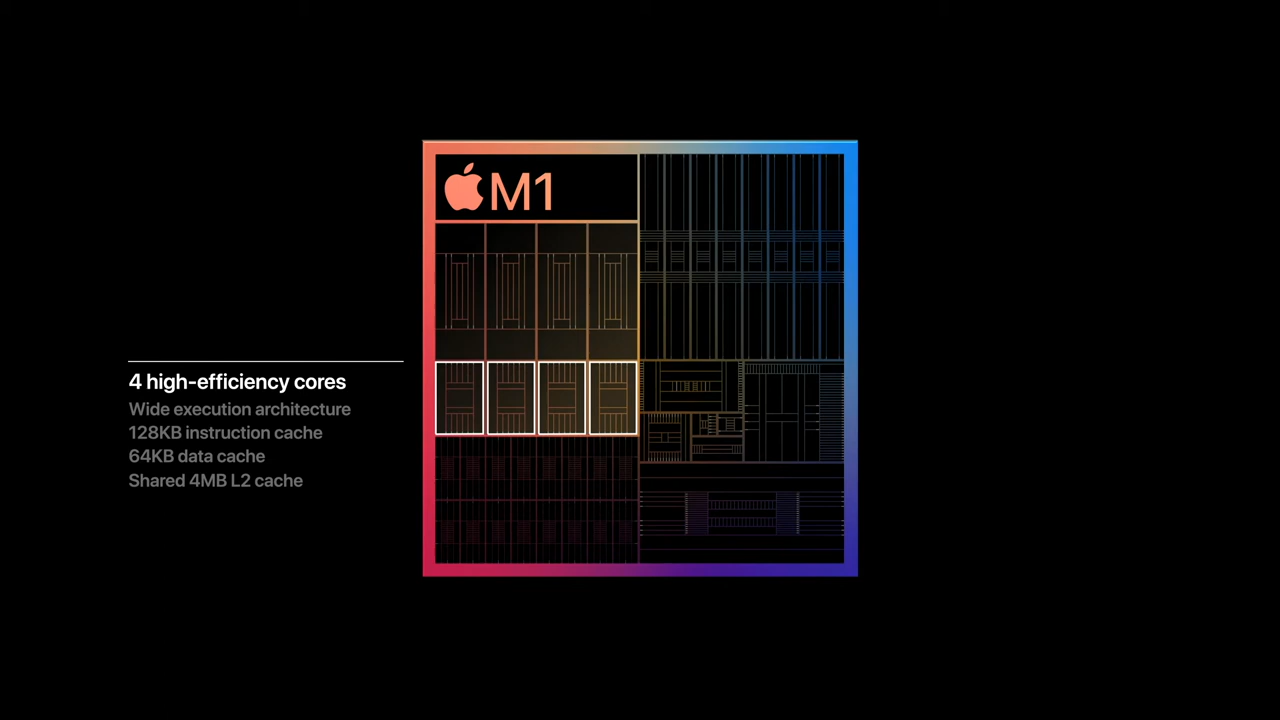 M1
4 high-efficiency cores
Wide execution architecture
128KB instruction cache
64KB data cache
Shared 4MB L2 cache